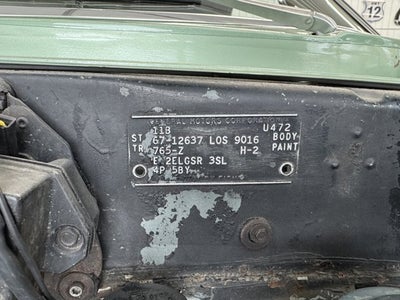 GENERAL MOTORS CORPORATION
11B U472
ST 67-12637 LOS 9016 BODY
TR 765-Z H-2 PAINT
E 2ELGSR 3SL
4P 5BY
12